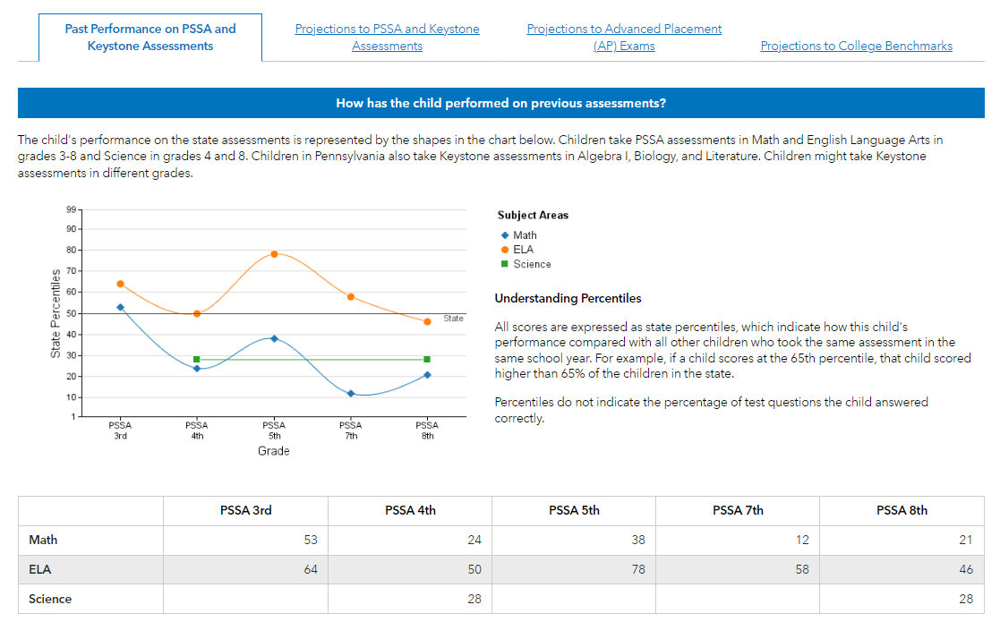 Past Performance on PSSA and
Keystone Assessments
Projections to PSSA and Keystone
Assessments
Projections to Advanced Placement
(AP) Exams
Projections to College Benchmarks
How has the child performed on previous assessments?
The child's performance on the state assessments is represented by the shapes in the chart below. Children take PSSA assessments in Math and English Language Arts in
grades 3-8 and Science in grades 4 and 8. Children in Pennsylvania also take Keystone assessments in Algebra I, Biology, and Literature. Children might take Keystone
assessments in different grades.
State Percentiles
99
90
80
70
60
50
40
30
20
10
1
State
PSSA 3rd
PSSA 4th
PSSA 5th
PSSA 7th
PSSA 8th
Grade
Subject Areas
Math
ELA
Science
Understanding Percentiles
All scores are expressed as state percentiles, which indicate how this child's
performance compared with all other children who took the same assessment in the
same school year. For example, if a child scores at the 65th percentile, that child scored
higher than 65% of the children in the state.
Percentiles do not indicate the percentage of test questions the child answered
correctly.
PSSA 3rd PSSA 4th PSSA 5th PSSA 7th PSSA 8th
Math 53 24 38 12 21
ELA 64 50 78 58 46
Science 28 28